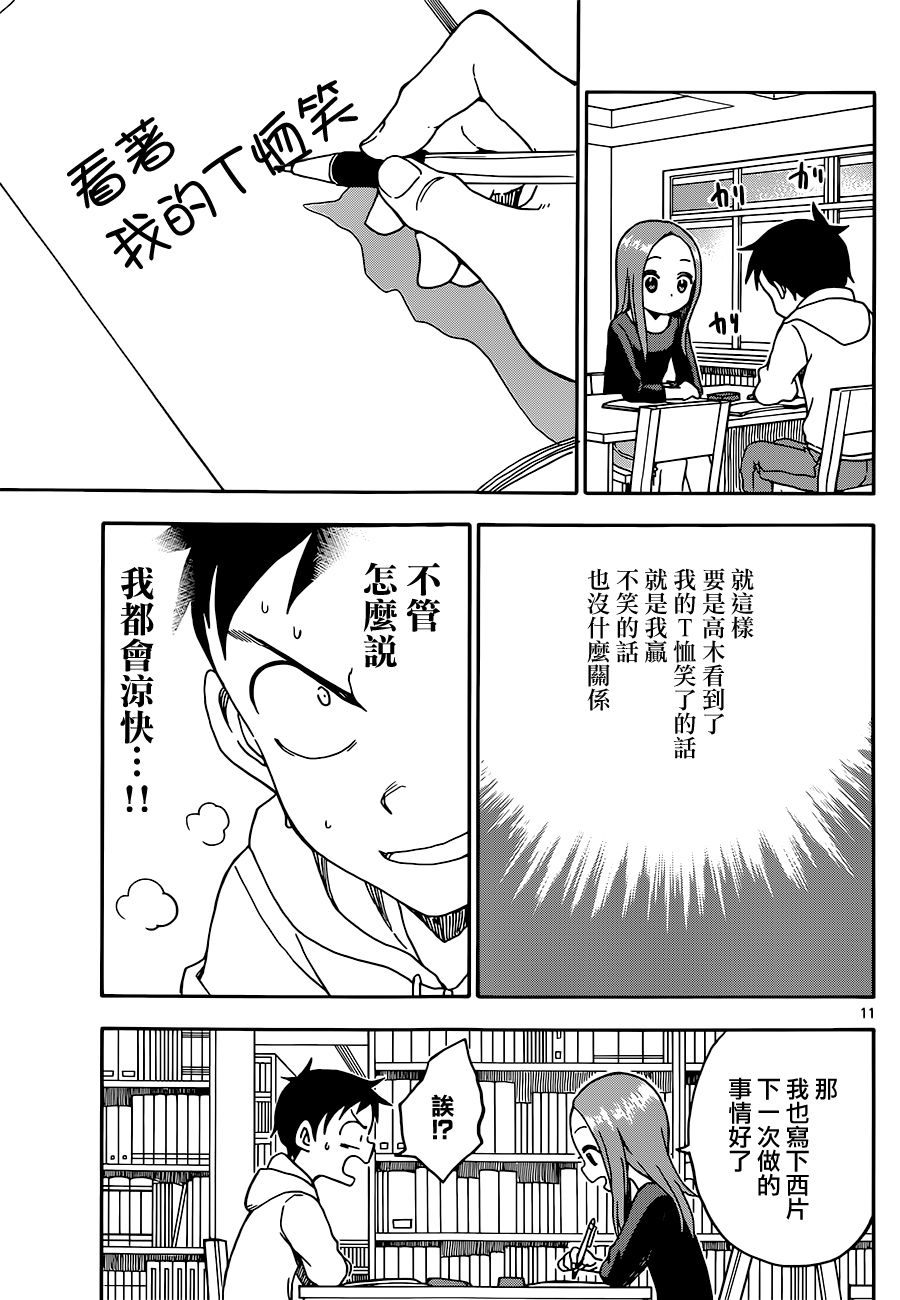 カリ
カリ
カリ
看著
我的T恤笑
就這樣
要是高木看到了
我的T恤笑了的話
就是我贏
不笑的話
也沒什麼關係
不管
怎麼說
我都會涼快…!!
11
那
我也寫下西片
下一次做的
事情好了
誒!?